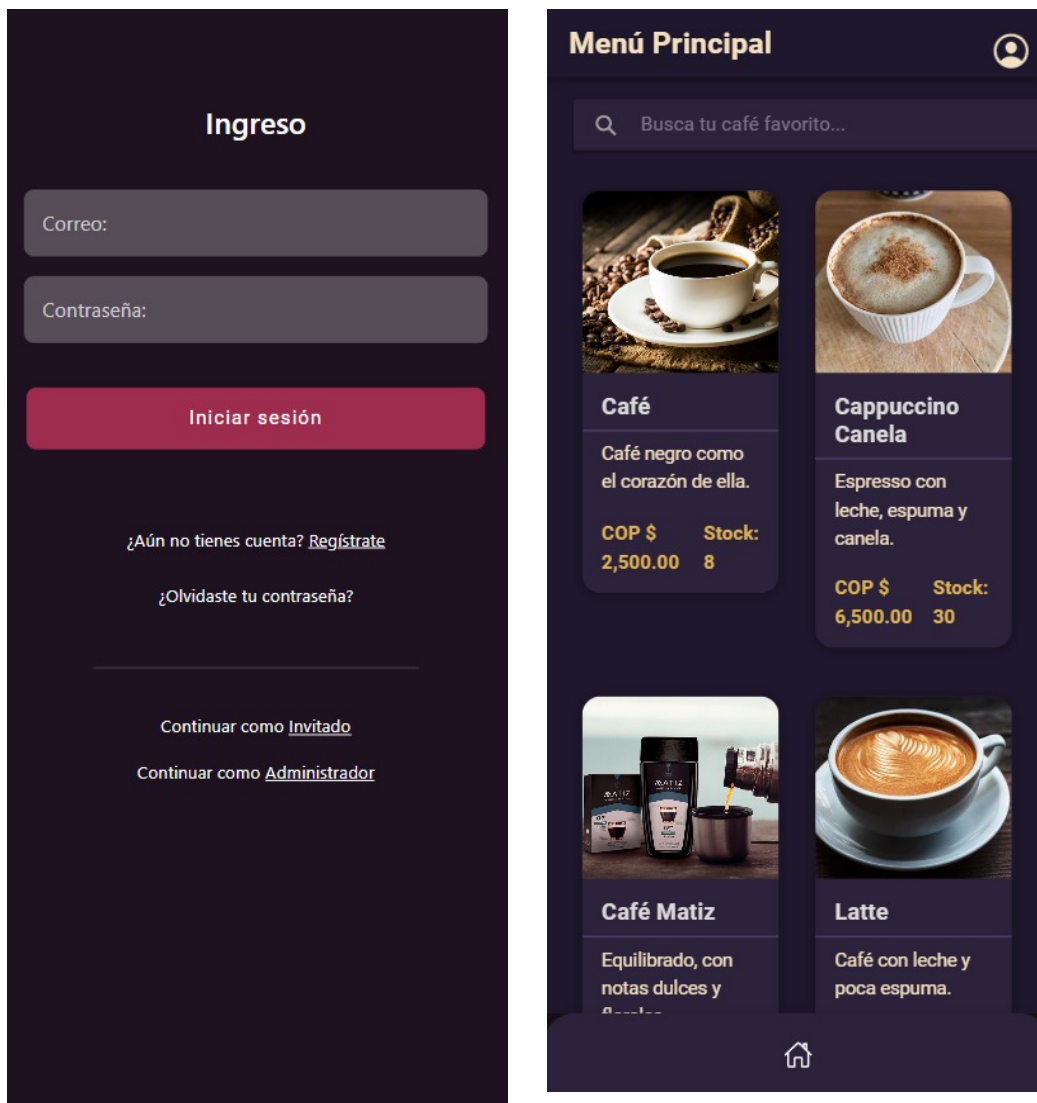 Ingreso
Correo:
Contraseña:
Iniciar sesión
¿Aún no tienes cuenta? Regístrate
¿Olvidaste tu contraseña?
Continuar como Invitado
Continuar como Administrador
Menú Principal
Busca tu café favorito...
Café
Café negro como
el corazón de ella.
COP $ Stock:
2,500.00 8
Cappuccino
Canela
Espresso con
leche, espuma y
canela.
COP $ Stock:
6,500.00 30
MATIZ
Café Matiz
Equilibrado, con
notas dulces y
Latte
Café con leche y
poca espuma.